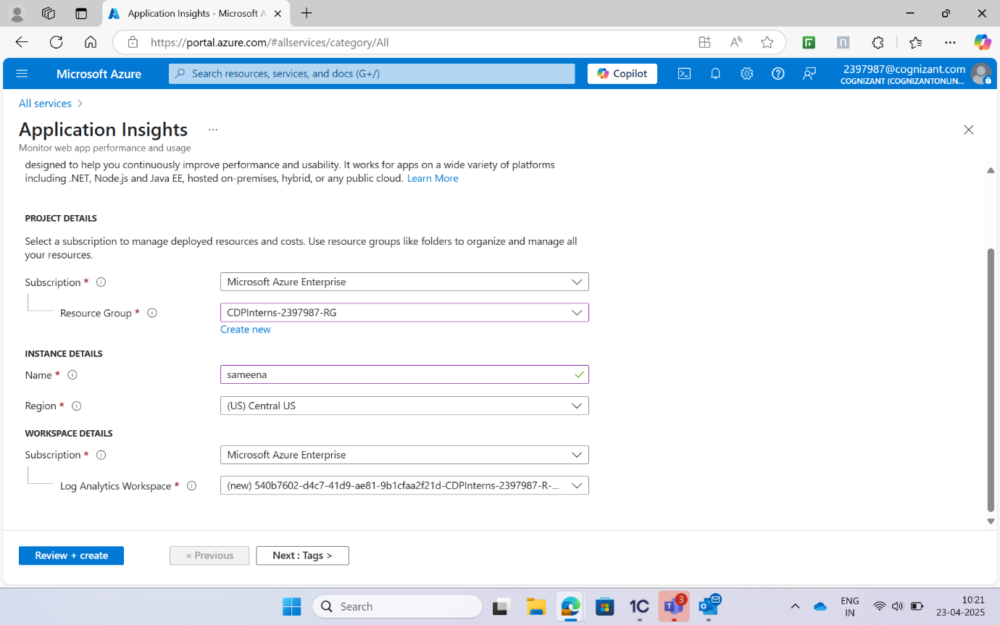 Application Insights - Microsoft A
https://portal.azure.com/#allservices/category/All
Microsoft Azure
Search resources, services, and docs (G+/)
Copilot
2397987@cognizant.com
COGNIZANT (COGNIZANTONLIN...
All services
Application Insights
...
Monitor web app performance and usage
designed to help you continuously improve performance and usability. It works for apps on a wide variety of platforms
including .NET, Node.js and Java EE, hosted on-premises, hybrid, or any public cloud. Learn More
PROJECT DETAILS
Select a subscription to manage deployed resources and costs. Use resource groups like folders to organize and manage all
your resources.
Subscription * Microsoft Azure Enterprise
Resource Group * CDPInterns-2397987-RG
Create new
INSTANCE DETAILS
Name * sameena
Region * (US) Central US
WORKSPACE DETAILS
Subscription * Microsoft Azure Enterprise
Log Analytics Workspace * (new) 540b7602-d4c7-41d9-ae81-9b1cfaa2f21d-CDPInterns-2397987-R-...
Review + create
« Previous
Next : Tags >
Search
1C
3
ENG
IN
10:21
23-04-2025